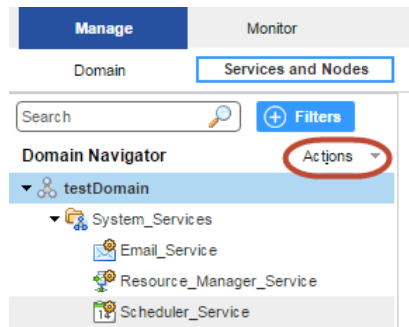 Manage Monitor
Domain Services and Nodes
Search Filters
Domain Navigator Actions
testDomain
System_Services
Email_Service
Resource_Manager_Service
Scheduler_Service